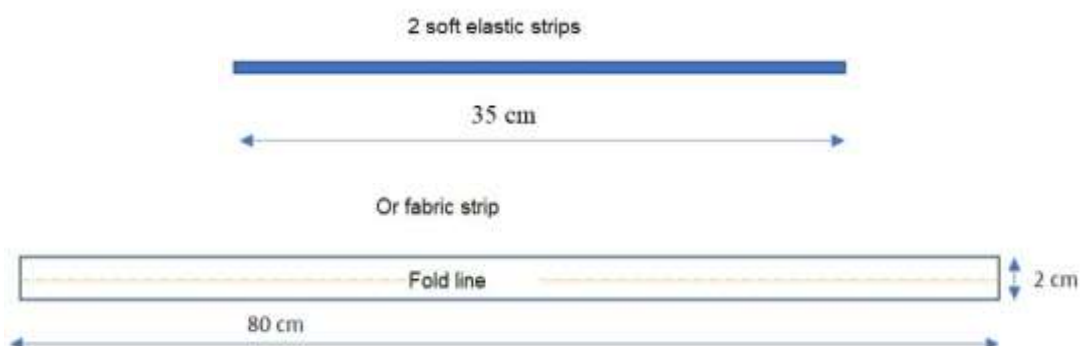 2 soft elastic strips
35 cm
Or fabric strip
Fold line
2 cm
80 cm